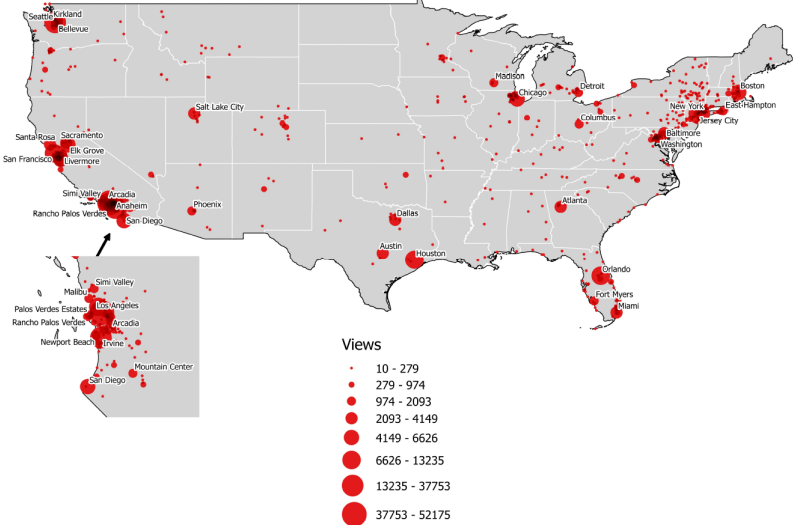 Seattle
Kirkland
Bellevue
Madison
Chicago
Detroit
Boston
New York
East Hampton
Jersey City
Salt Lake City
Columbus
Baltimore
Washington
Santa Rosa
Sacramento
Elk Grove
San Francisco
Livermore
Simi Valley
Arcadia
Anaheim
Rancho Palos Verdes
San Diego
Phoenix
Dallas
Atlanta
Austin
Houston
Orlando
Fort Myers
Miami
Simi Valley
Malibu
Los Angeles
Palos Verdes Estates
Rancho Palos Verdes
Arcadia
Newport Beach
Irvine
Mountain Center
San Diego
Views
10 - 279
279 - 974
974 - 2093
2093 - 4149
4149 - 6626
6626 - 13235
13235 - 37753
37753 - 52175